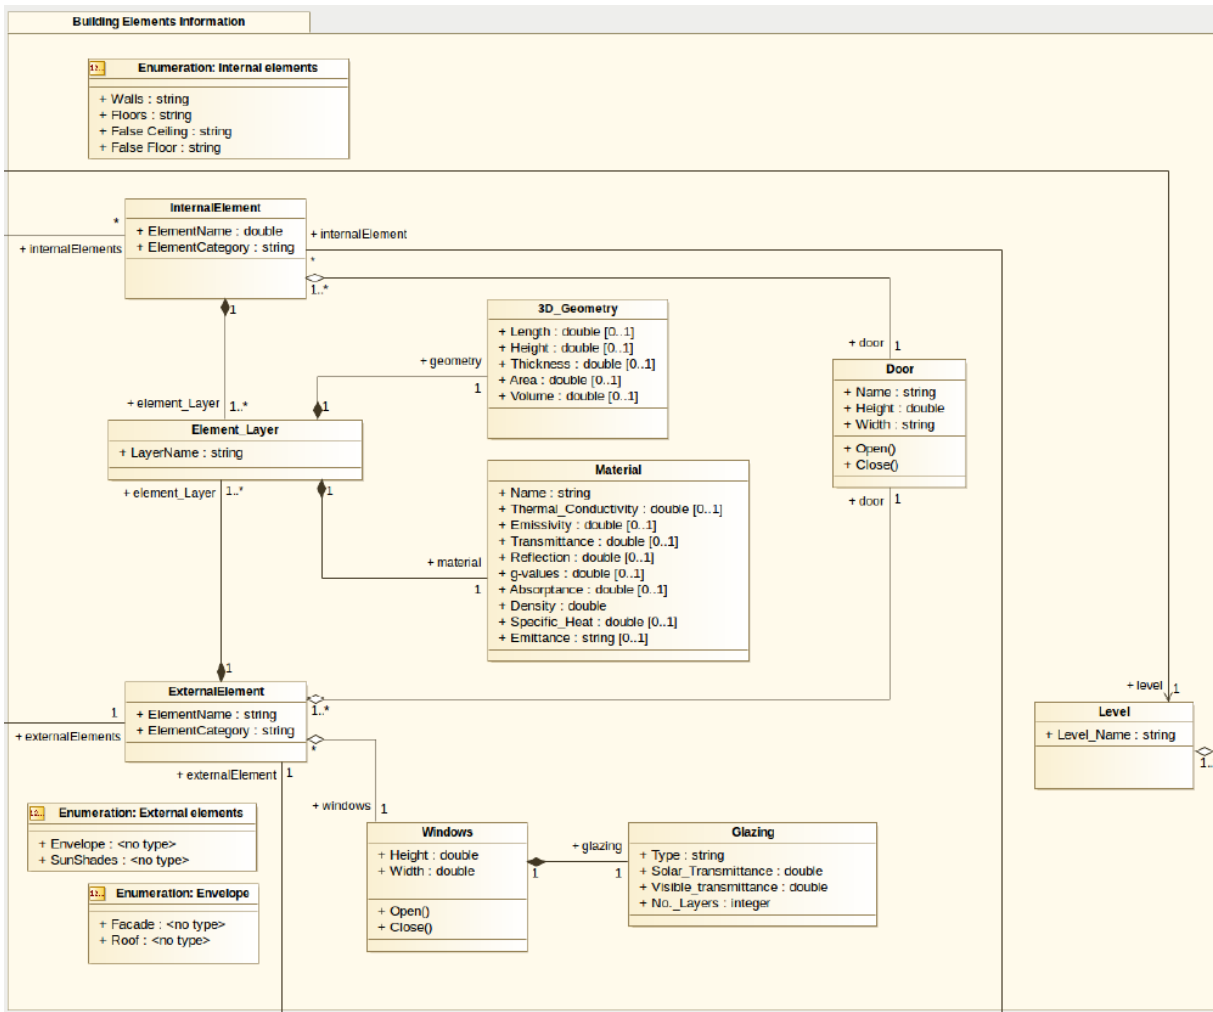 Building Elements Information
12..
Enumeration: Internal elements
+ Walls : string
+ Floors : string
+ False Ceiling : string
+ False Floor : string
InternalElement
+ ElementName : double
+ ElementCategory : string
*
+ internalElements
+ internalElement
*
1..*
1
+ element_Layer
1..*
Element_Layer
+ LayerName : string
+ element_Layer
1..*
1
1
3D_Geometry
+ Length : double [0..1]
+ Height : double [0..1]
+ Thickness : double [0..1]
+ Area : double [0..1]
+ Volume : double [0..1]
+ geometry
1
+ door
1
Door
+ Name : string
+ Height : double
+ Width : string
+ Open()
+ Close()
+ door
1
Material
+ Name : string
+ Thermal_Conductivity : double [0..1]
+ Emissivity : double [0..1]
+ Transmittance : double [0..1]
+ Reflection : double [0..1]
+ g-values : double [0..1]
+ Absorptance : double [0..1]
+ Density : double
+ Specific_Heat : double [0..1]
+ Emittance : string [0..1]
+ material
1
1
ExternalElement
+ ElementName : string
+ ElementCategory : string
1
+ externalElements
1..*
*
+ externalElement
1
+ level
1
Level
+ Level_Name : string
1..
12..
Enumeration: External elements
+ Envelope : <no type>
+ SunShades : <no type>
12..
Enumeration: Envelope
+ Facade : <no type>
+ Roof : <no type>
+ windows
1
Windows
+ Height : double
+ Width : double
+ Open()
+ Close()
1
+ glazing
1
Glazing
+ Type : string
+ Solar_Transmittance : double
+ Visible_transmittance : double
+ No._Layers : integer